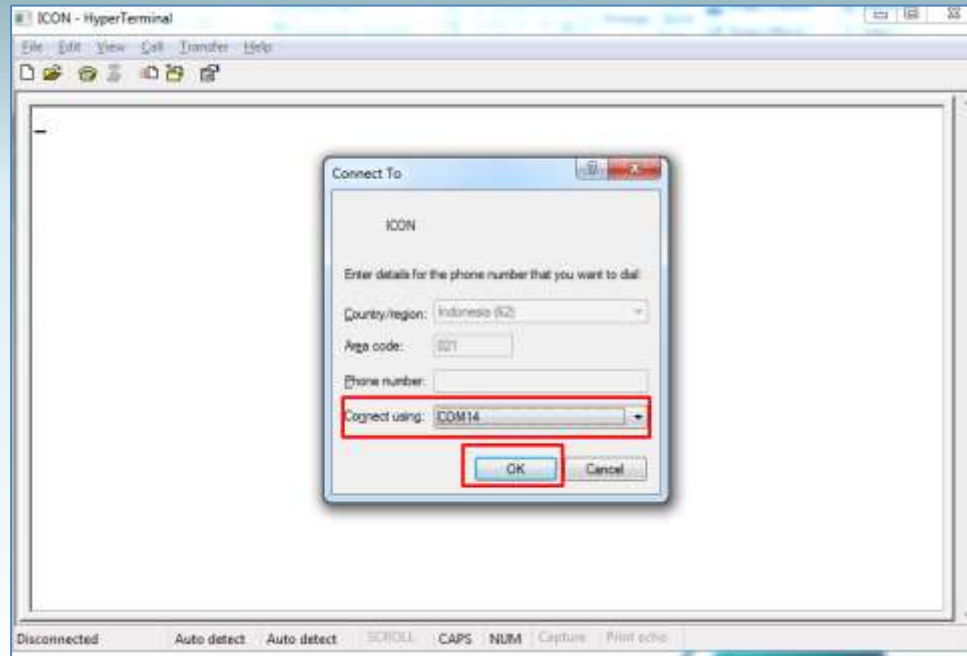 ICON - HyperTerminal
File Edit View Call Transfer Help
Connect To
ICON
Enter details for the phone number that you want to dial:
Country/region: Indonesia (62)
Area code: 021
Phone number:
Connect using: COM14
OK Cancel
Disconnected Auto detect Auto detect SCROLL CAPS NUM Capture Print echo